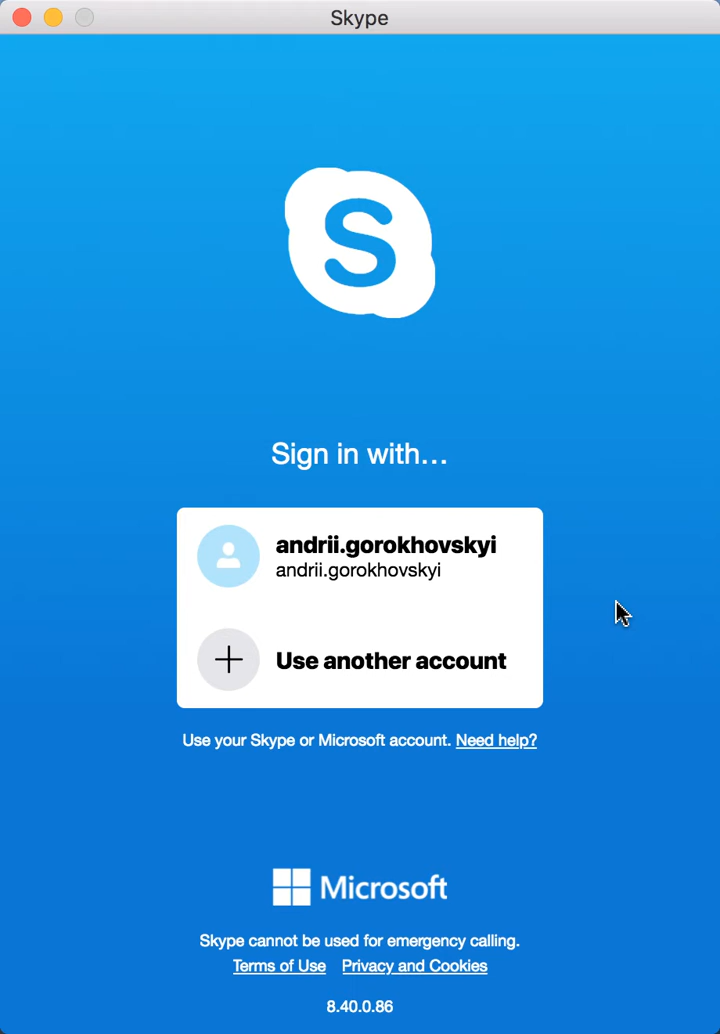 Skype
S
Sign in with...
andrii.gorokhovskyi
andrii.gorokhovskyi
Use another account
Use your Skype or Microsoft account. Need help?
Microsoft
Skype cannot be used for emergency calling.
Terms of Use Privacy and Cookies
8.40.0.86